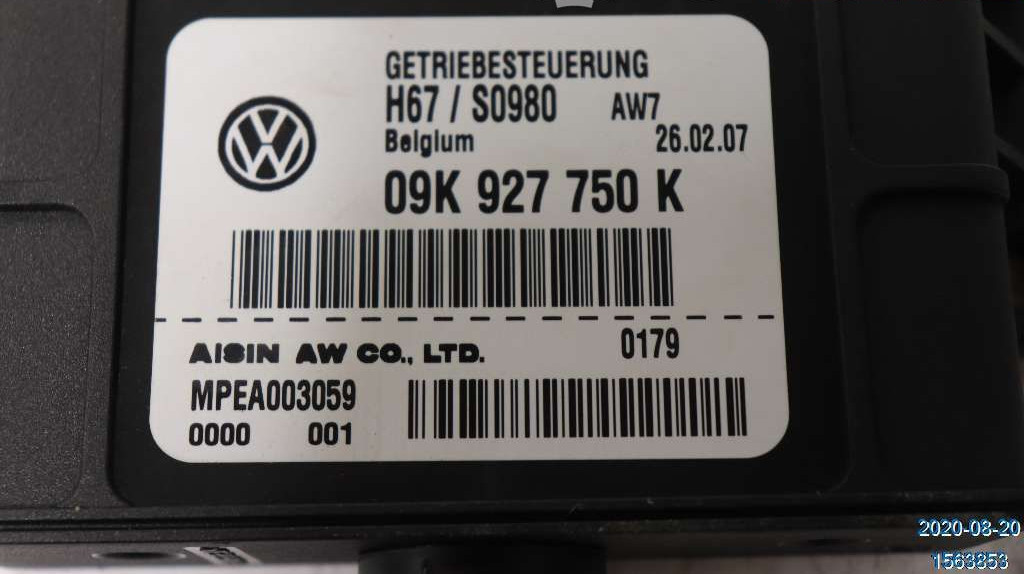 GETRIEBESTEUERUNG
H67 / S0980 AW7
Belgium 26.02.07
09K 927 750 K
AISIN AW CO., LTD. 0179
MPEA003059
0000 001
2020-08-20
1563853